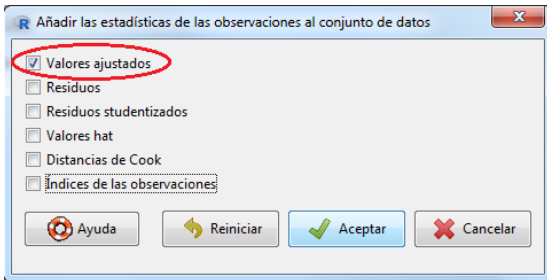 R Añadir las estadísticas de las observaciones al conjunto de datos
Valores ajustados
Residuos
Residuos studentizados
Valores hat
Distancias de Cook
Índices de las observaciones
Ayuda Reiniciar Aceptar Cancelar